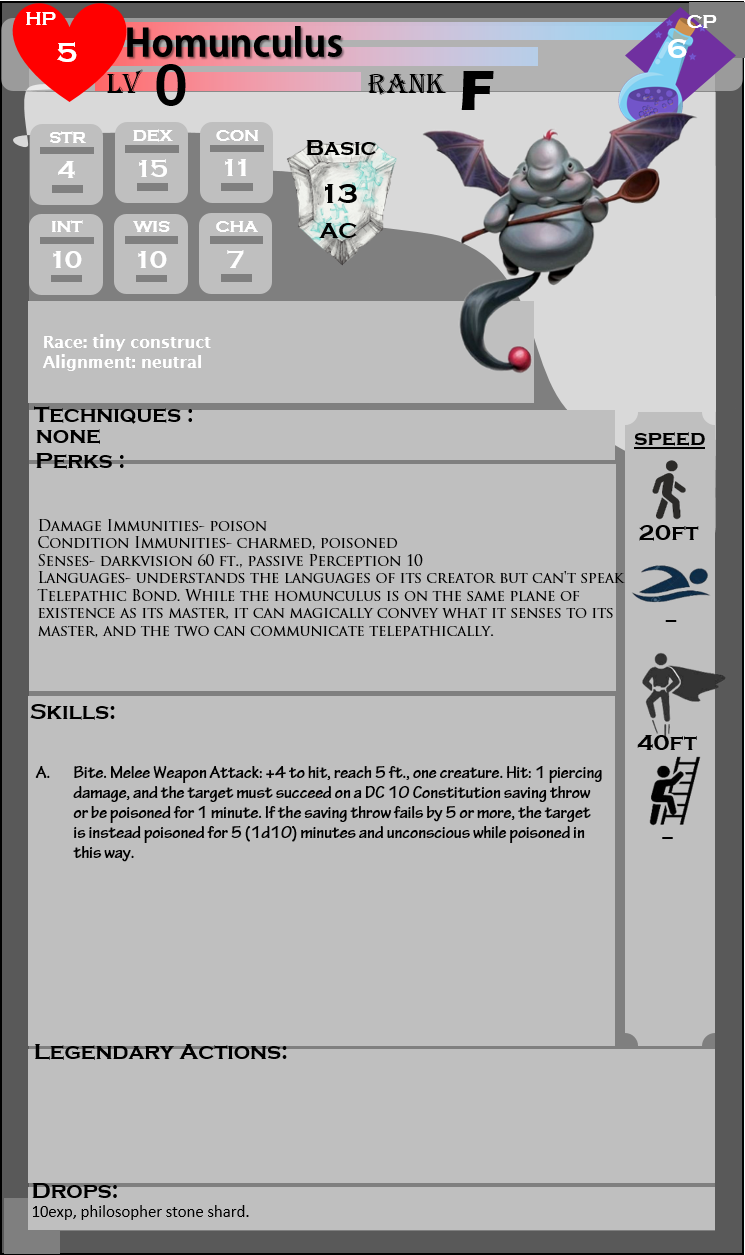 HP
5
Homunculus
CP
6
LV 0
RANK F
STR
4
DEX
15
CON
11
INT
10
WIS
10
CHA
7
Basic
13
AC
Race: tiny construct
Alignment: neutral
Techniques :
NONE
Perks :
Damage Immunities- poison
Condition Immunities- charmed, poisoned
Senses- darkvision 60 ft., passive Perception 10
Languages- understands the languages of its creator but can't speak
Telepathic Bond. While the homunculus is on the same plane of
existence as its master, it can magically convey what it senses to its
master, and the two can communicate telepathically.
SPEED
20FT
–
40FT
–
Skills:
A. Bite. Melee Weapon Attack: +4 to hit, reach 5 ft., one creature. Hit: 1 piercing
damage, and the target must succeed on a DC 10 Constitution saving throw
or be poisoned for 1 minute. If the saving throw fails by 5 or more, the target
is instead poisoned for 5 (1d10) minutes and unconscious while poisoned in
this way.
Legendary Actions:
Drops:
10exp, philosopher stone shard.